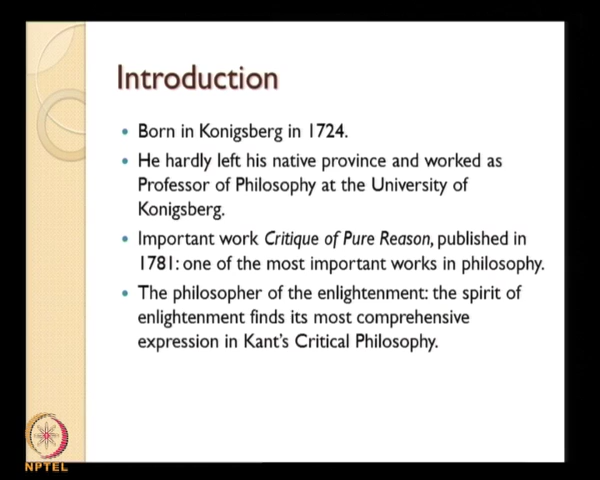 Introduction
• Born in Konigsberg in 1724.
• He hardly left his native province and worked as
Professor of Philosophy at the University of
Konigsberg.
• Important work Critique of Pure Reason, published in
1781: one of the most important works in philosophy.
• The philosopher of the enlightenment: the spirit of
enlightenment finds its most comprehensive
expression in Kant's Critical Philosophy.
NPTEL